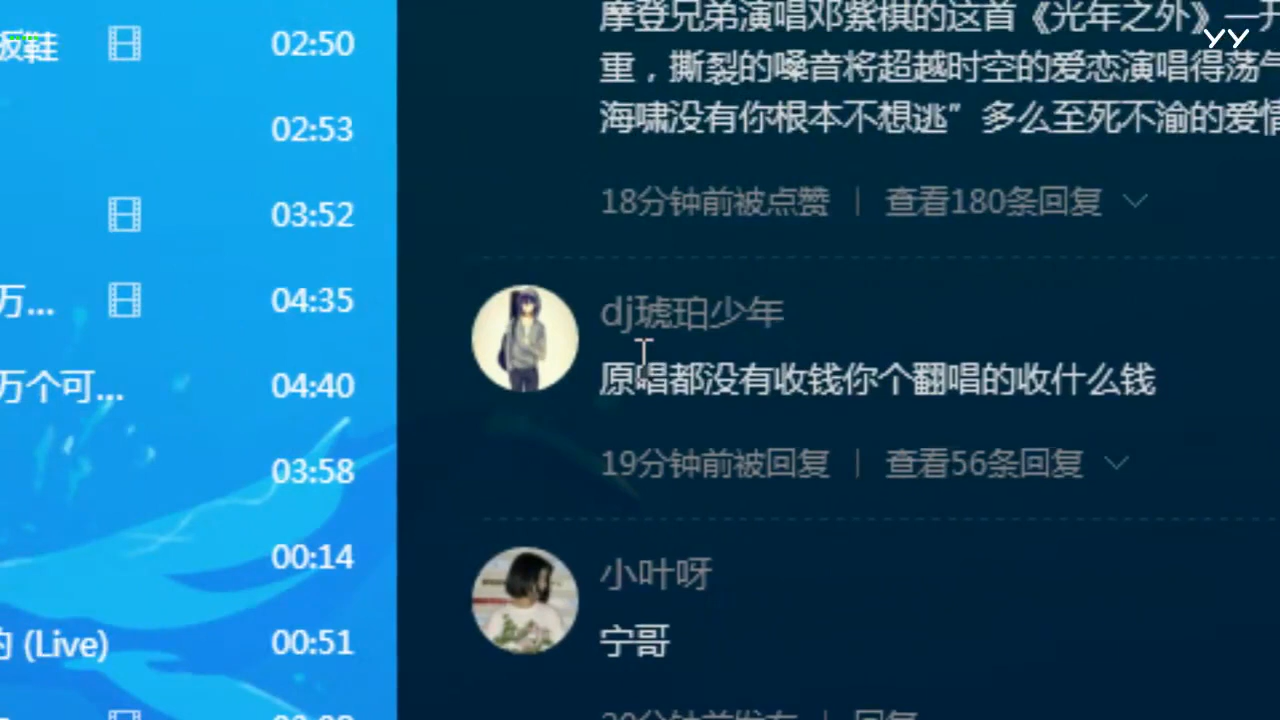 板鞋
02:50
02:53
03:52
万...
04:35
万个可...
04:40
03:58
00:14
的 (Live)
00:51
YY
摩登兄弟演唱邓紫棋的这首《光年之外》一开
重，撕裂的嗓音将超越时空的爱恋演唱得荡气
海啸没有你根本不想逃”多么至死不渝的爱情
18分钟前被点赞 | 查看180条回复
dj琥珀少年
原唱都没有收钱你个翻唱的收什么钱
19分钟前被回复 | 查看56条回复
小叶呀
宁哥